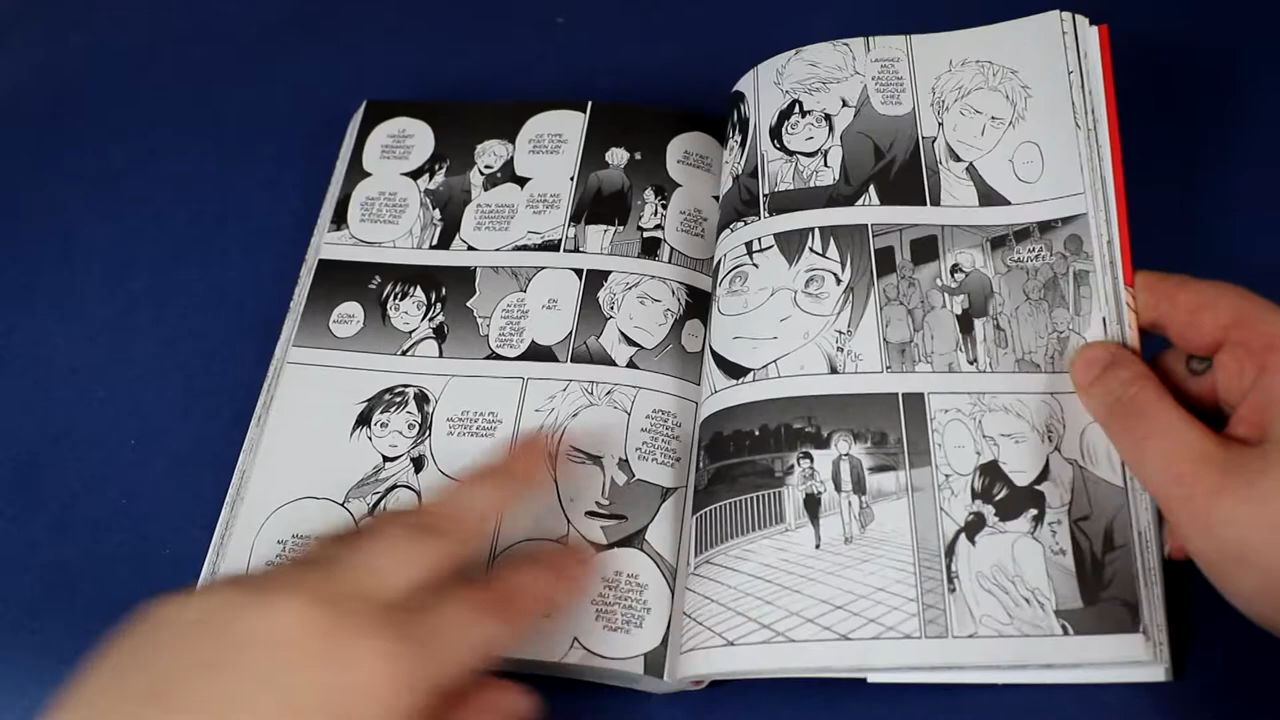 ...
LAISSEZ-
MOI
VOUS
RACCOM-
PAGNER
JUSQUE
CHEZ
VOUS.
IL M'A
SAUVÉE...
PLIC
...
AU FAIT !
JE VOUS
REMERCIE...
... DE
M'AVOIR
AIDÉE
TOUT À
L'HEURE.
CE TYPE
ÉTAIT DONC
BIEN UN
PERVERS !
IL NE ME
SEMBLAIT
PAS TRÈS
NET !
BON SANG !
J'AURAIS DÛ
L'EMMENER
AU POSTE
DE POLICE.
LE
HASARD
FAIT
VRAIMENT
BIEN LES
CHOSES.
JE NE
SAIS PAS CE
QUE J'AURAIS
FAIT SI VOUS
N'ÉTIEZ PAS
INTERVENU.
...
EN
FAIT...
... CE
N'EST
PAS PAR
HASARD
QUE
JE SUIS
MONTÉ
DANS CE
MÉTRO.
COM-
MENT ?
APRÈS
AVOIR LU
VOTRE
MESSAGE,
JE NE
POUVAIS
PLUS TENIR
EN PLACE.
JE ME
SUIS DONC
PRÉCIPITÉ
AU SERVICE
COMPTABILITÉ
MAIS VOUS
ÉTIEZ DÉJÀ
PARTIE.
... ET J'AI PU
MONTER DANS
VOTRE RAME
IN EXTREMIS.
MAIS
ME SUIS